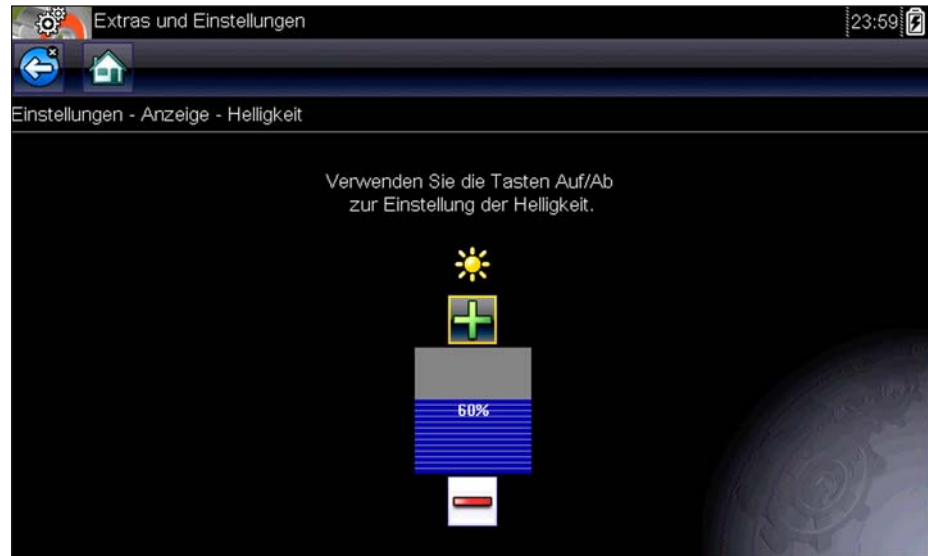 Extras und Einstellungen 23:59
Einstellungen - Anzeige - Helligkeit
Verwenden Sie die Tasten Auf/Ab
zur Einstellung der Helligkeit.
60%